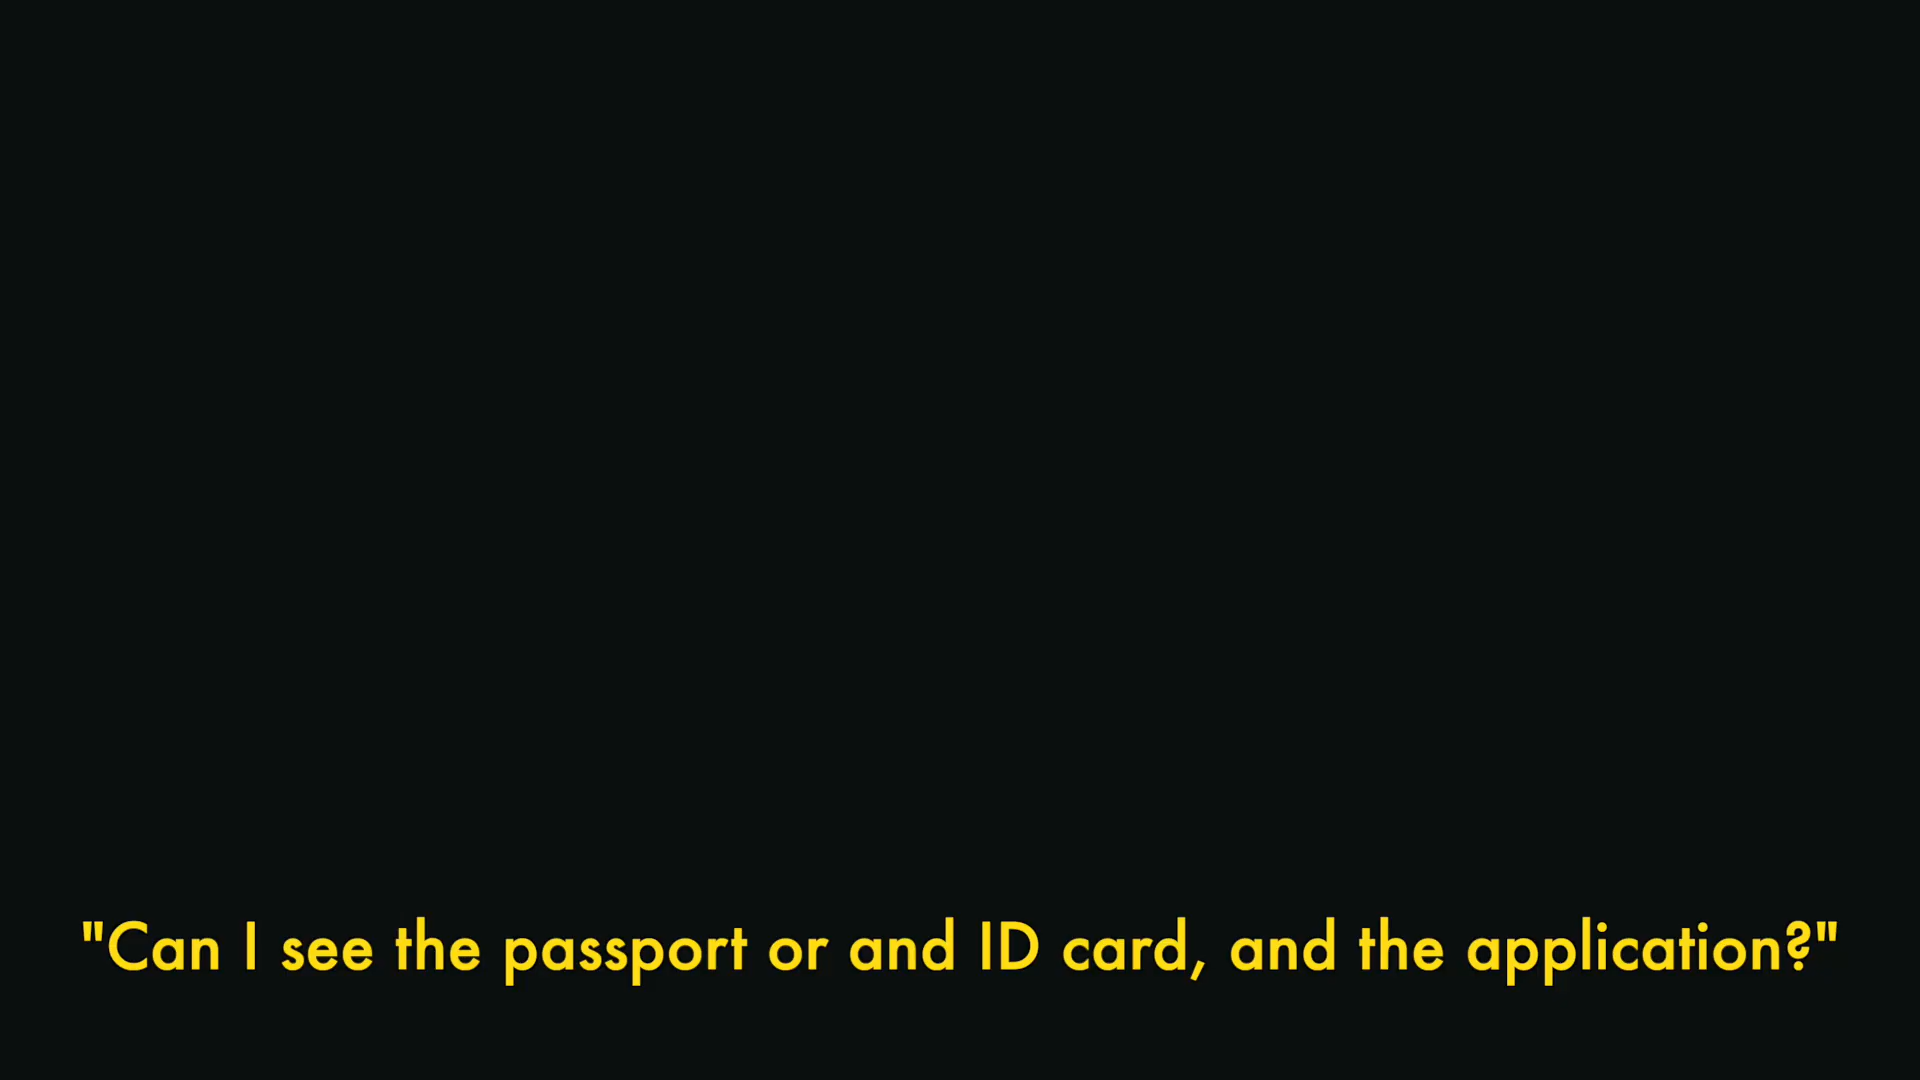 "Can I see the passport or and ID card, and the application?"